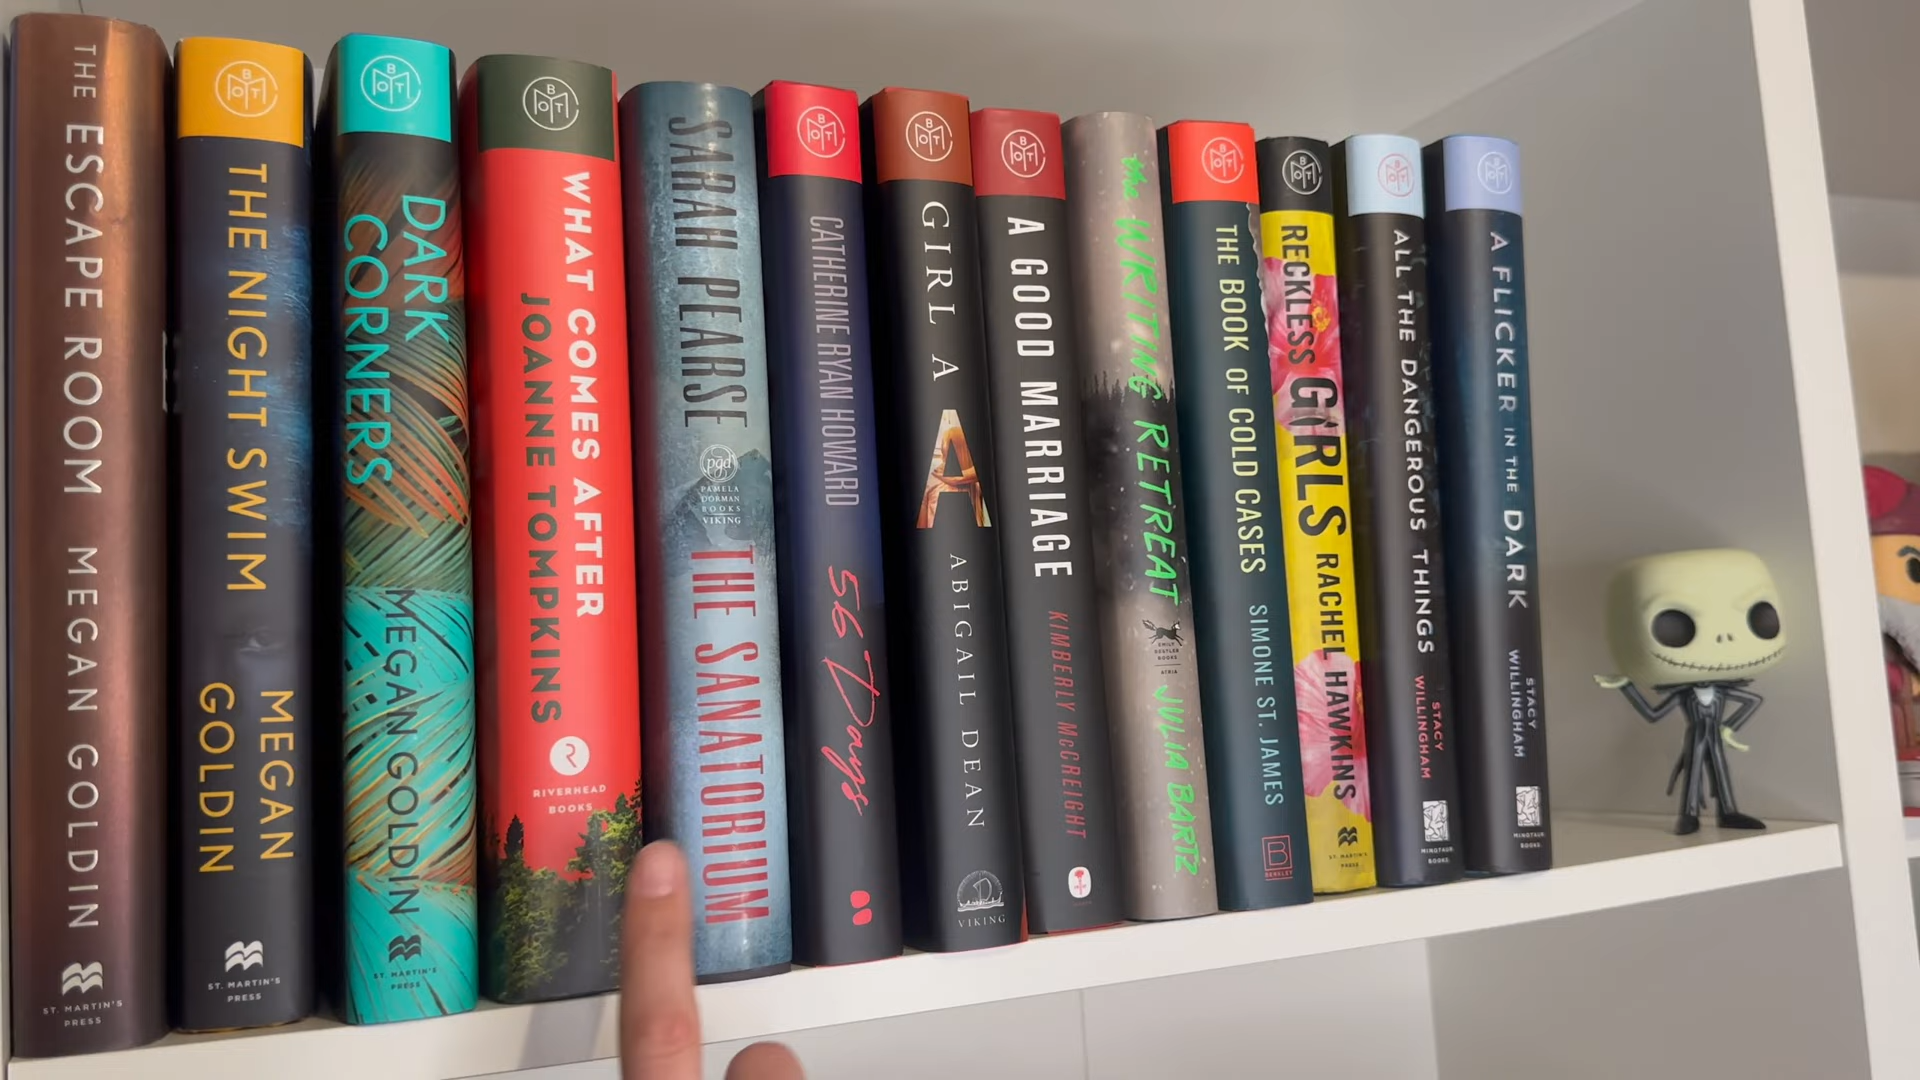 THE ESCAPE ROOM MEGAN GOLDIN
ST. MARTIN'S
PRESS
BOTM
THE NIGHT SWIM
MEGAN
GOLDIN
ST. MARTIN'S
PRESS
BOTM
DARK
CORNERS
MEGAN GOLDIN
ST. MARTIN'S
PRESS
BOTM
WHAT COMES AFTER
JOANNE TOMPKINS
RIVERHEAD
BOOKS
SARAH PEARSE
pgd
PAMELA
DORMAN
BOOKS
VIKING
THE SANATORIUM
BOTM
CATHERINE RYAN HOWARD
56 Days
BOTM
GIRL A
A
ABIGAIL DEAN
VIKING
BOTM
A GOOD MARRIAGE
KIMBERLY McCREIGHT
the WRITING RETREAT
EMILY
BESTLER
BOOKS
ATRIA
JULIA BARTZ
BOTM
THE BOOK OF COLD CASES
SIMONE ST. JAMES
B
BERKLEY
BOTM
RECKLESS GIRLS RACHEL HAWKINS
ST. MARTIN'S
PRESS
BOTM
ALL THE DANGEROUS THINGS
STACY
WILLINGHAM
MINOTAUR
BOOKS
BOTM
A FLICKER IN THE DARK
STACY
WILLINGHAM
MINOTAUR
BOOKS